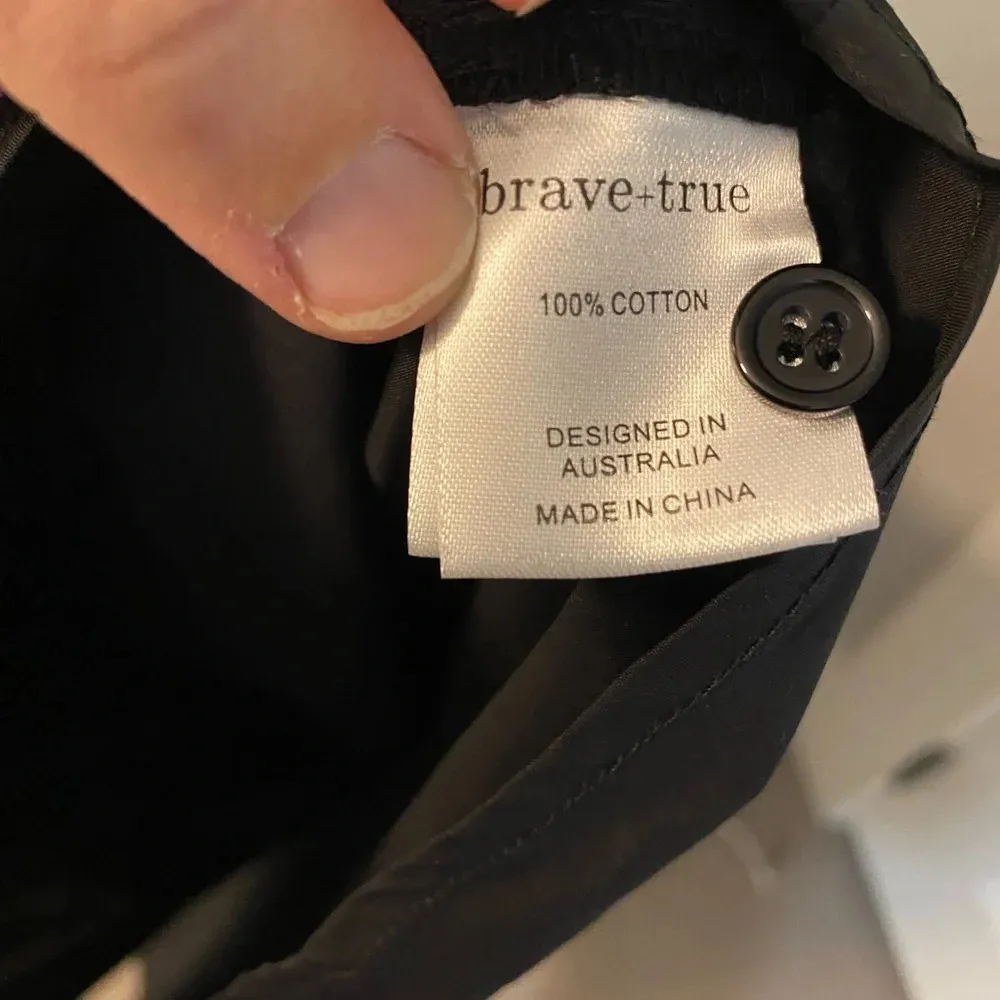 brave+true
100% COTTON
DESIGNED IN
AUSTRALIA
MADE IN CHINA